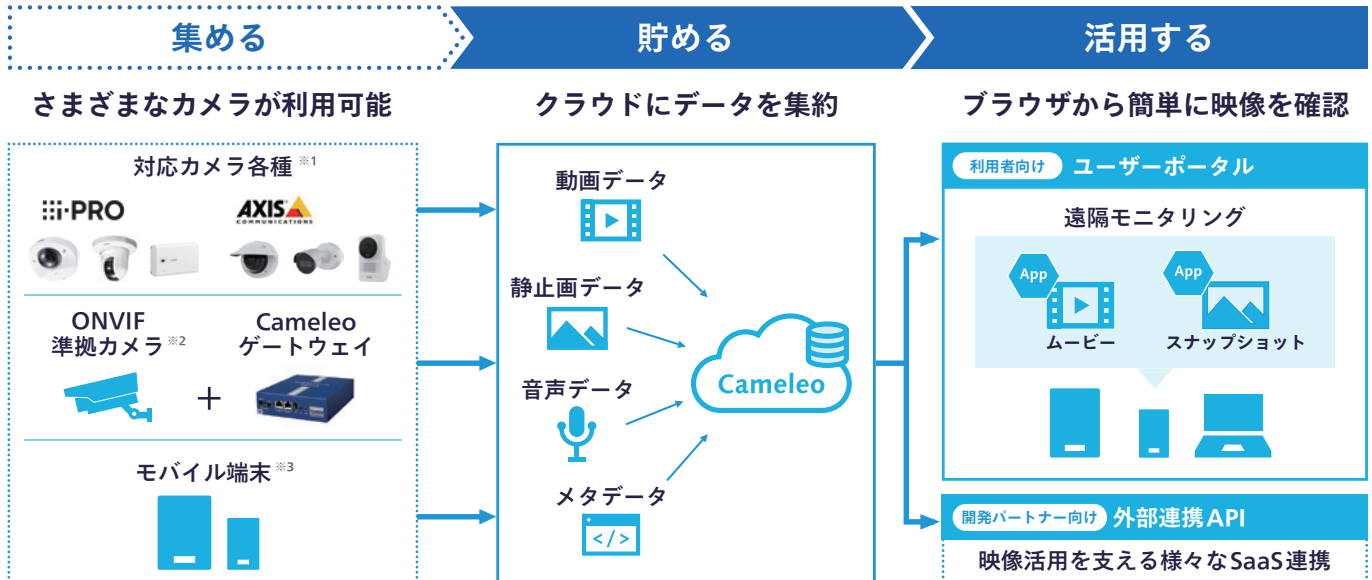 集める
貯める
活用する
さまざまなカメラが利用可能
クラウドにデータを集約
ブラウザから簡単に映像を確認
対応カメラ各種 ※1
i-PRO
AXIS
COMMUNICATIONS
ONVIF
準拠カメラ ※2
+
Cameleo
ゲートウェイ
モバイル端末 ※3
動画データ
静止画データ
音声データ
メタデータ
</>
Cameleo
利用者向け ユーザーポータル
遠隔モニタリング
App
ムービー
App
スナップショット
開発パートナー向け 外部連携API
映像活用を支える様々なSaaS連携